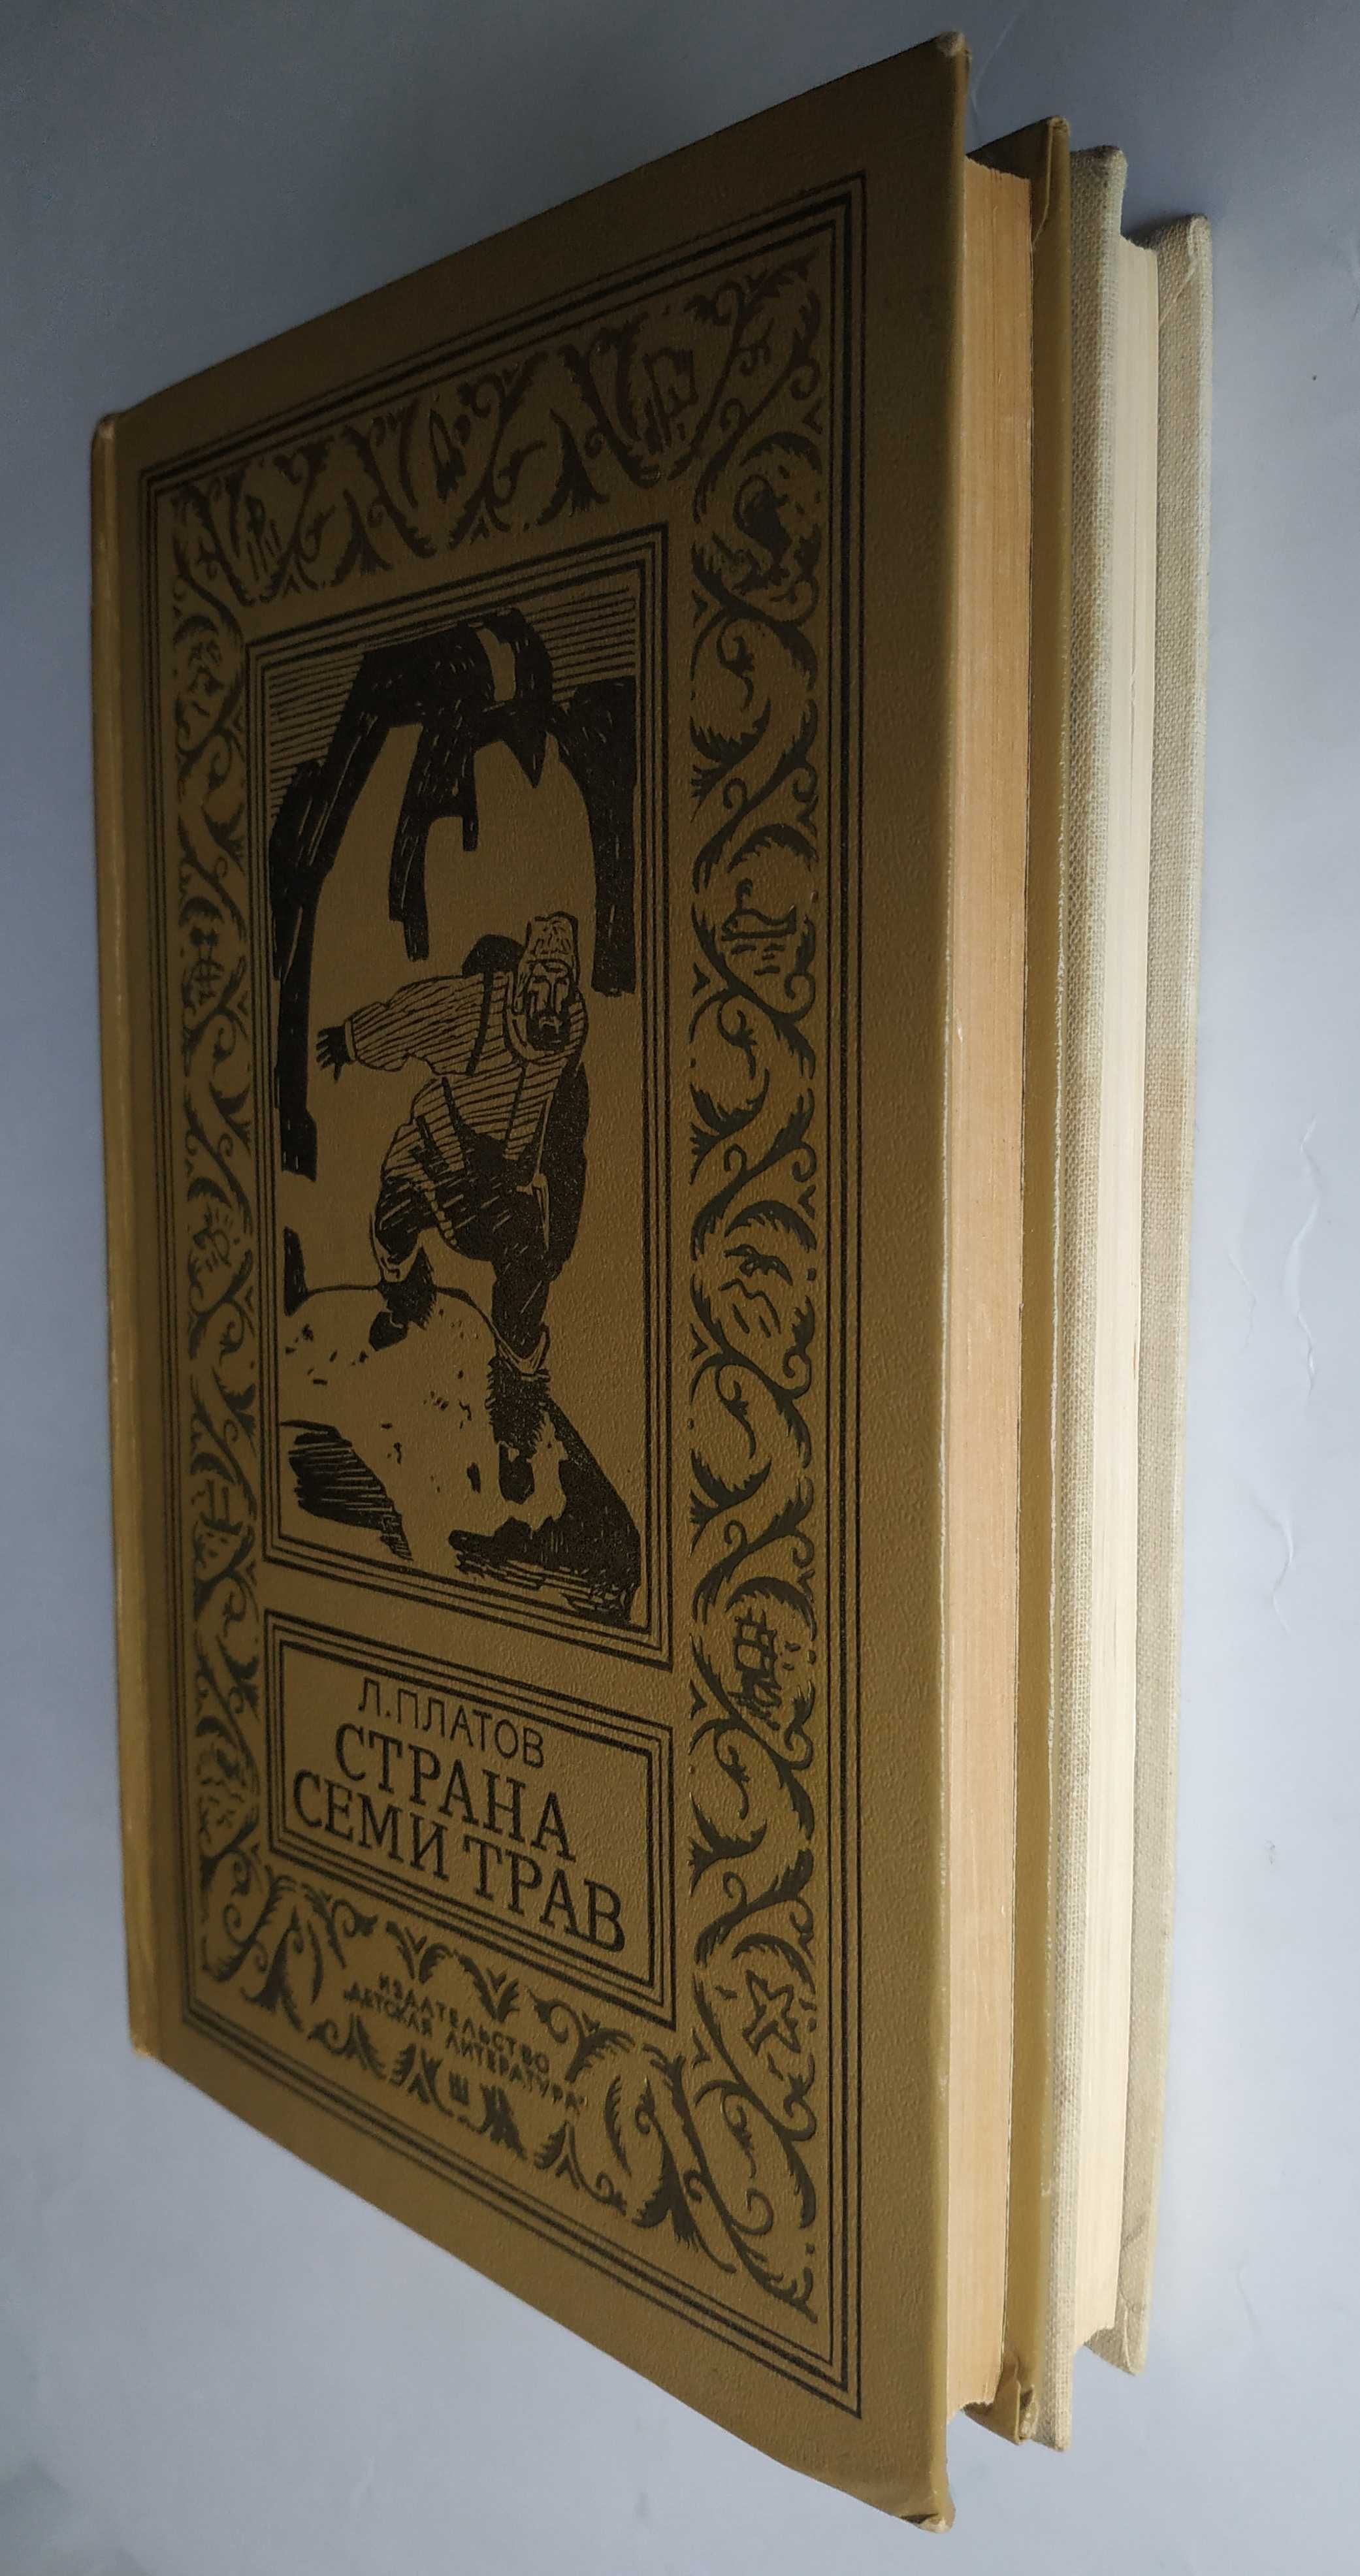 Л.ПЛАТОВ
СТРАНА
СЕМИ ТРАВ
ИЗДАТЕЛЬСТВО
„ДЕТСКАЯ ЛИТЕРАТУРА"